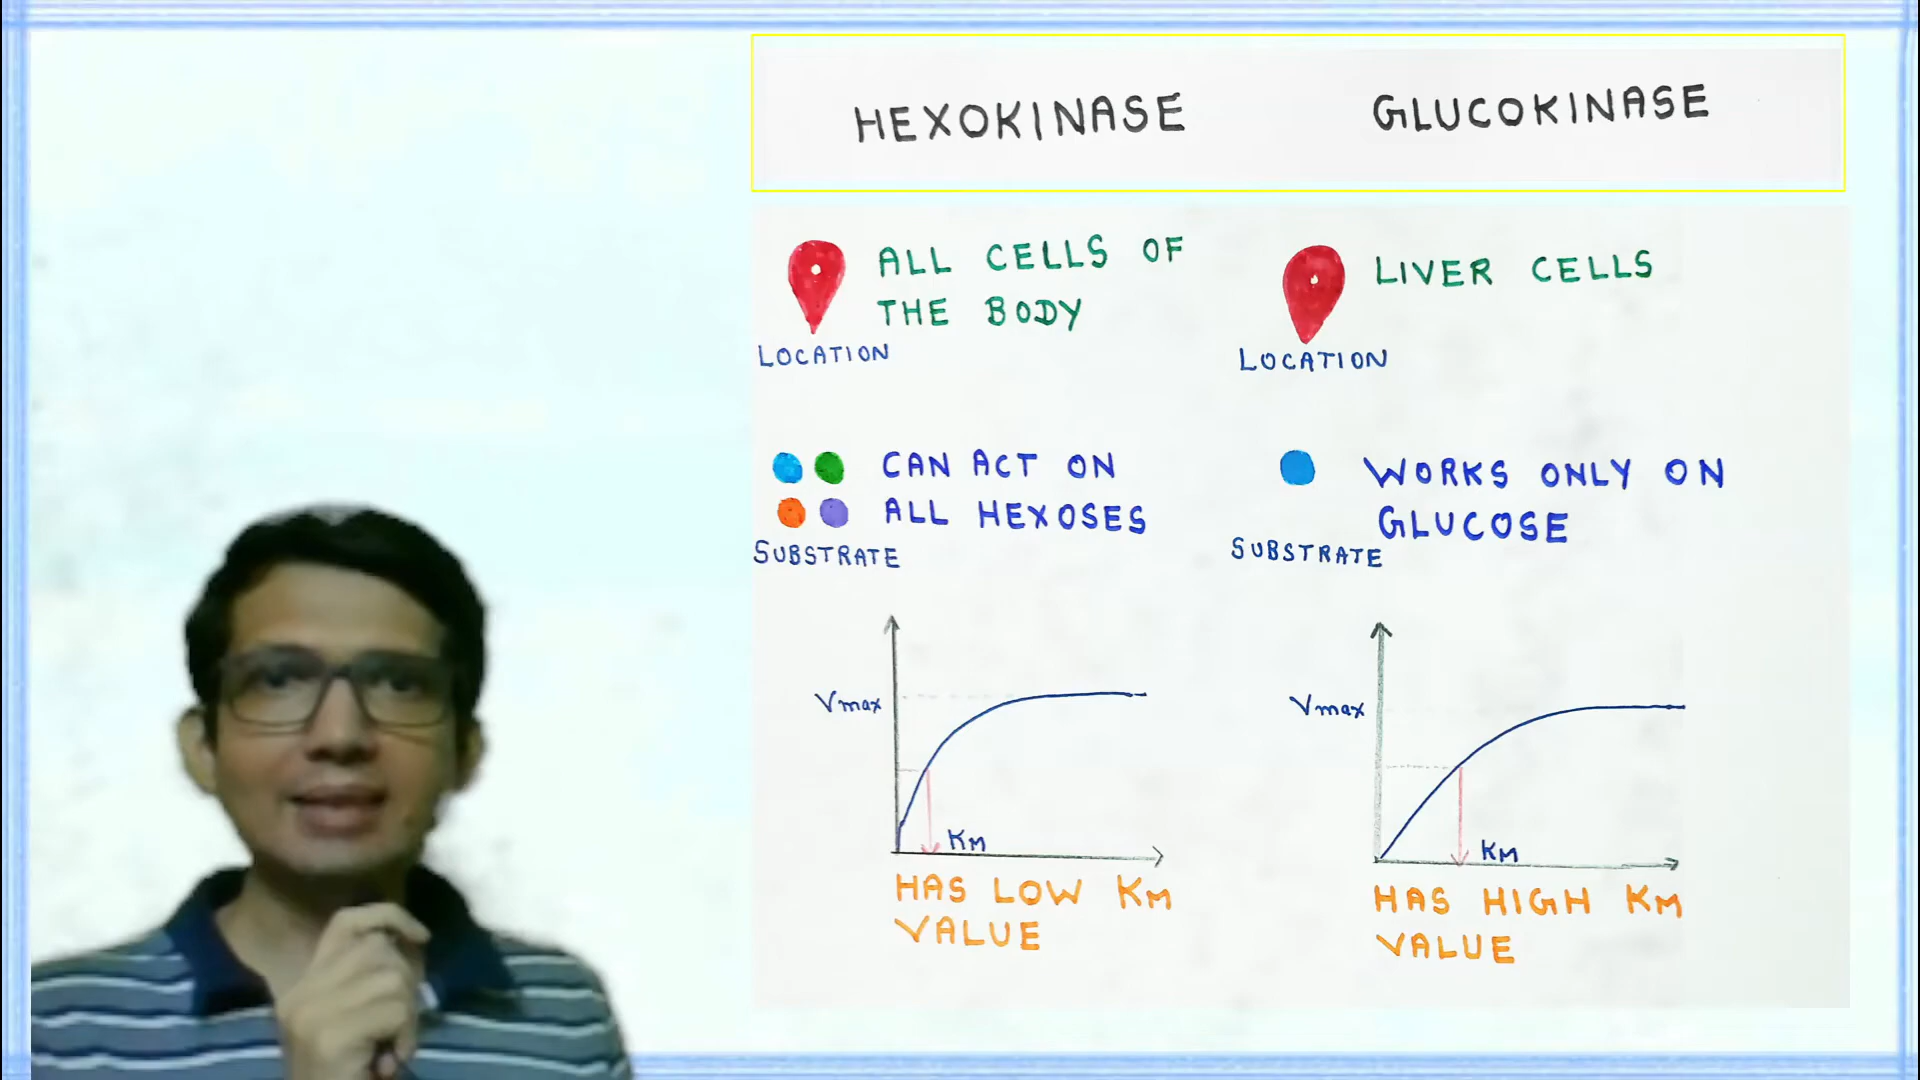 HEXOKINASE
GLUCOKINASE
ALL CELLS OF
THE BODY
LOCATION
LIVER CELLS
LOCATION
CAN ACT ON
ALL HEXOSES
SUBSTRATE
WORKS ONLY ON
GLUCOSE
SUBSTRATE
Vmax
KM
HAS LOW KM
VALUE
Vmax
KM
HAS HIGH KM
VALUE